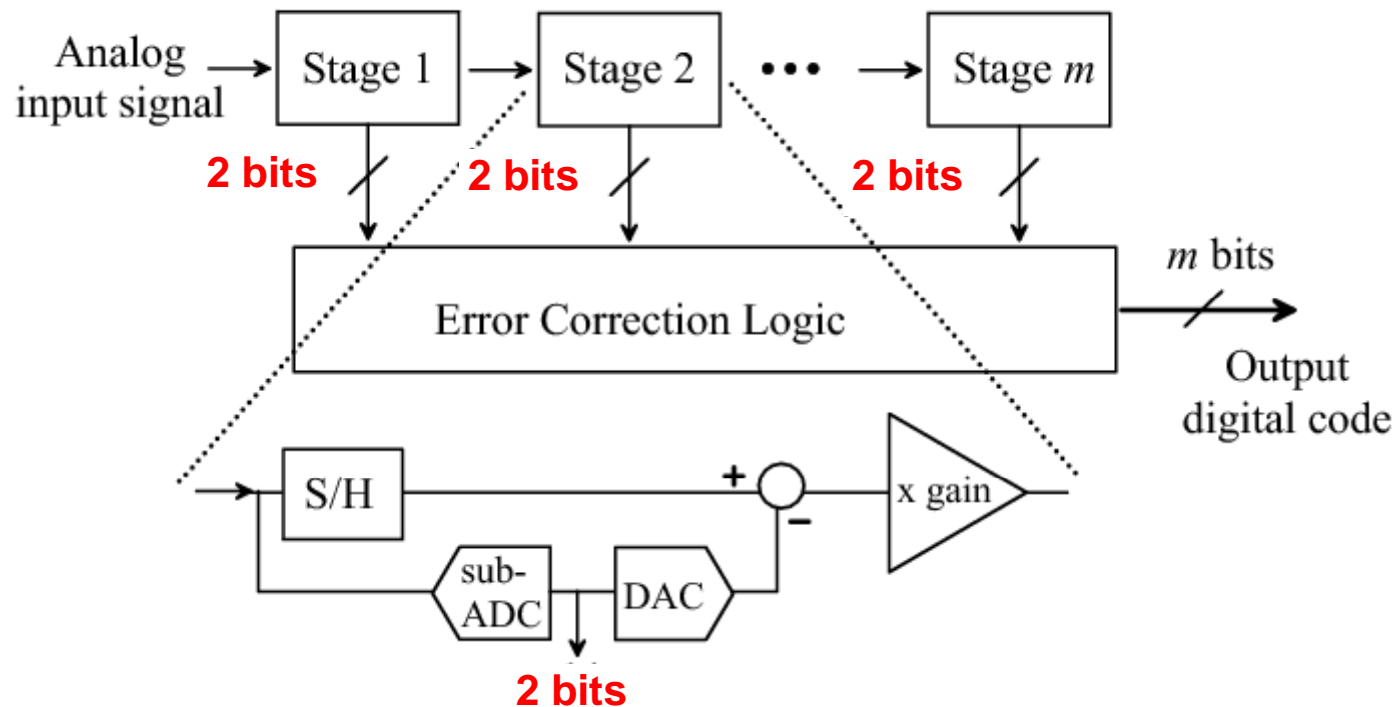 Analog
input signal
Stage 1
Stage 2
•••
Stage m
2 bits
2 bits
2 bits
Error Correction Logic
m bits
Output
digital code
S/H
+
−
x gain
sub-
ADC
DAC
2 bits